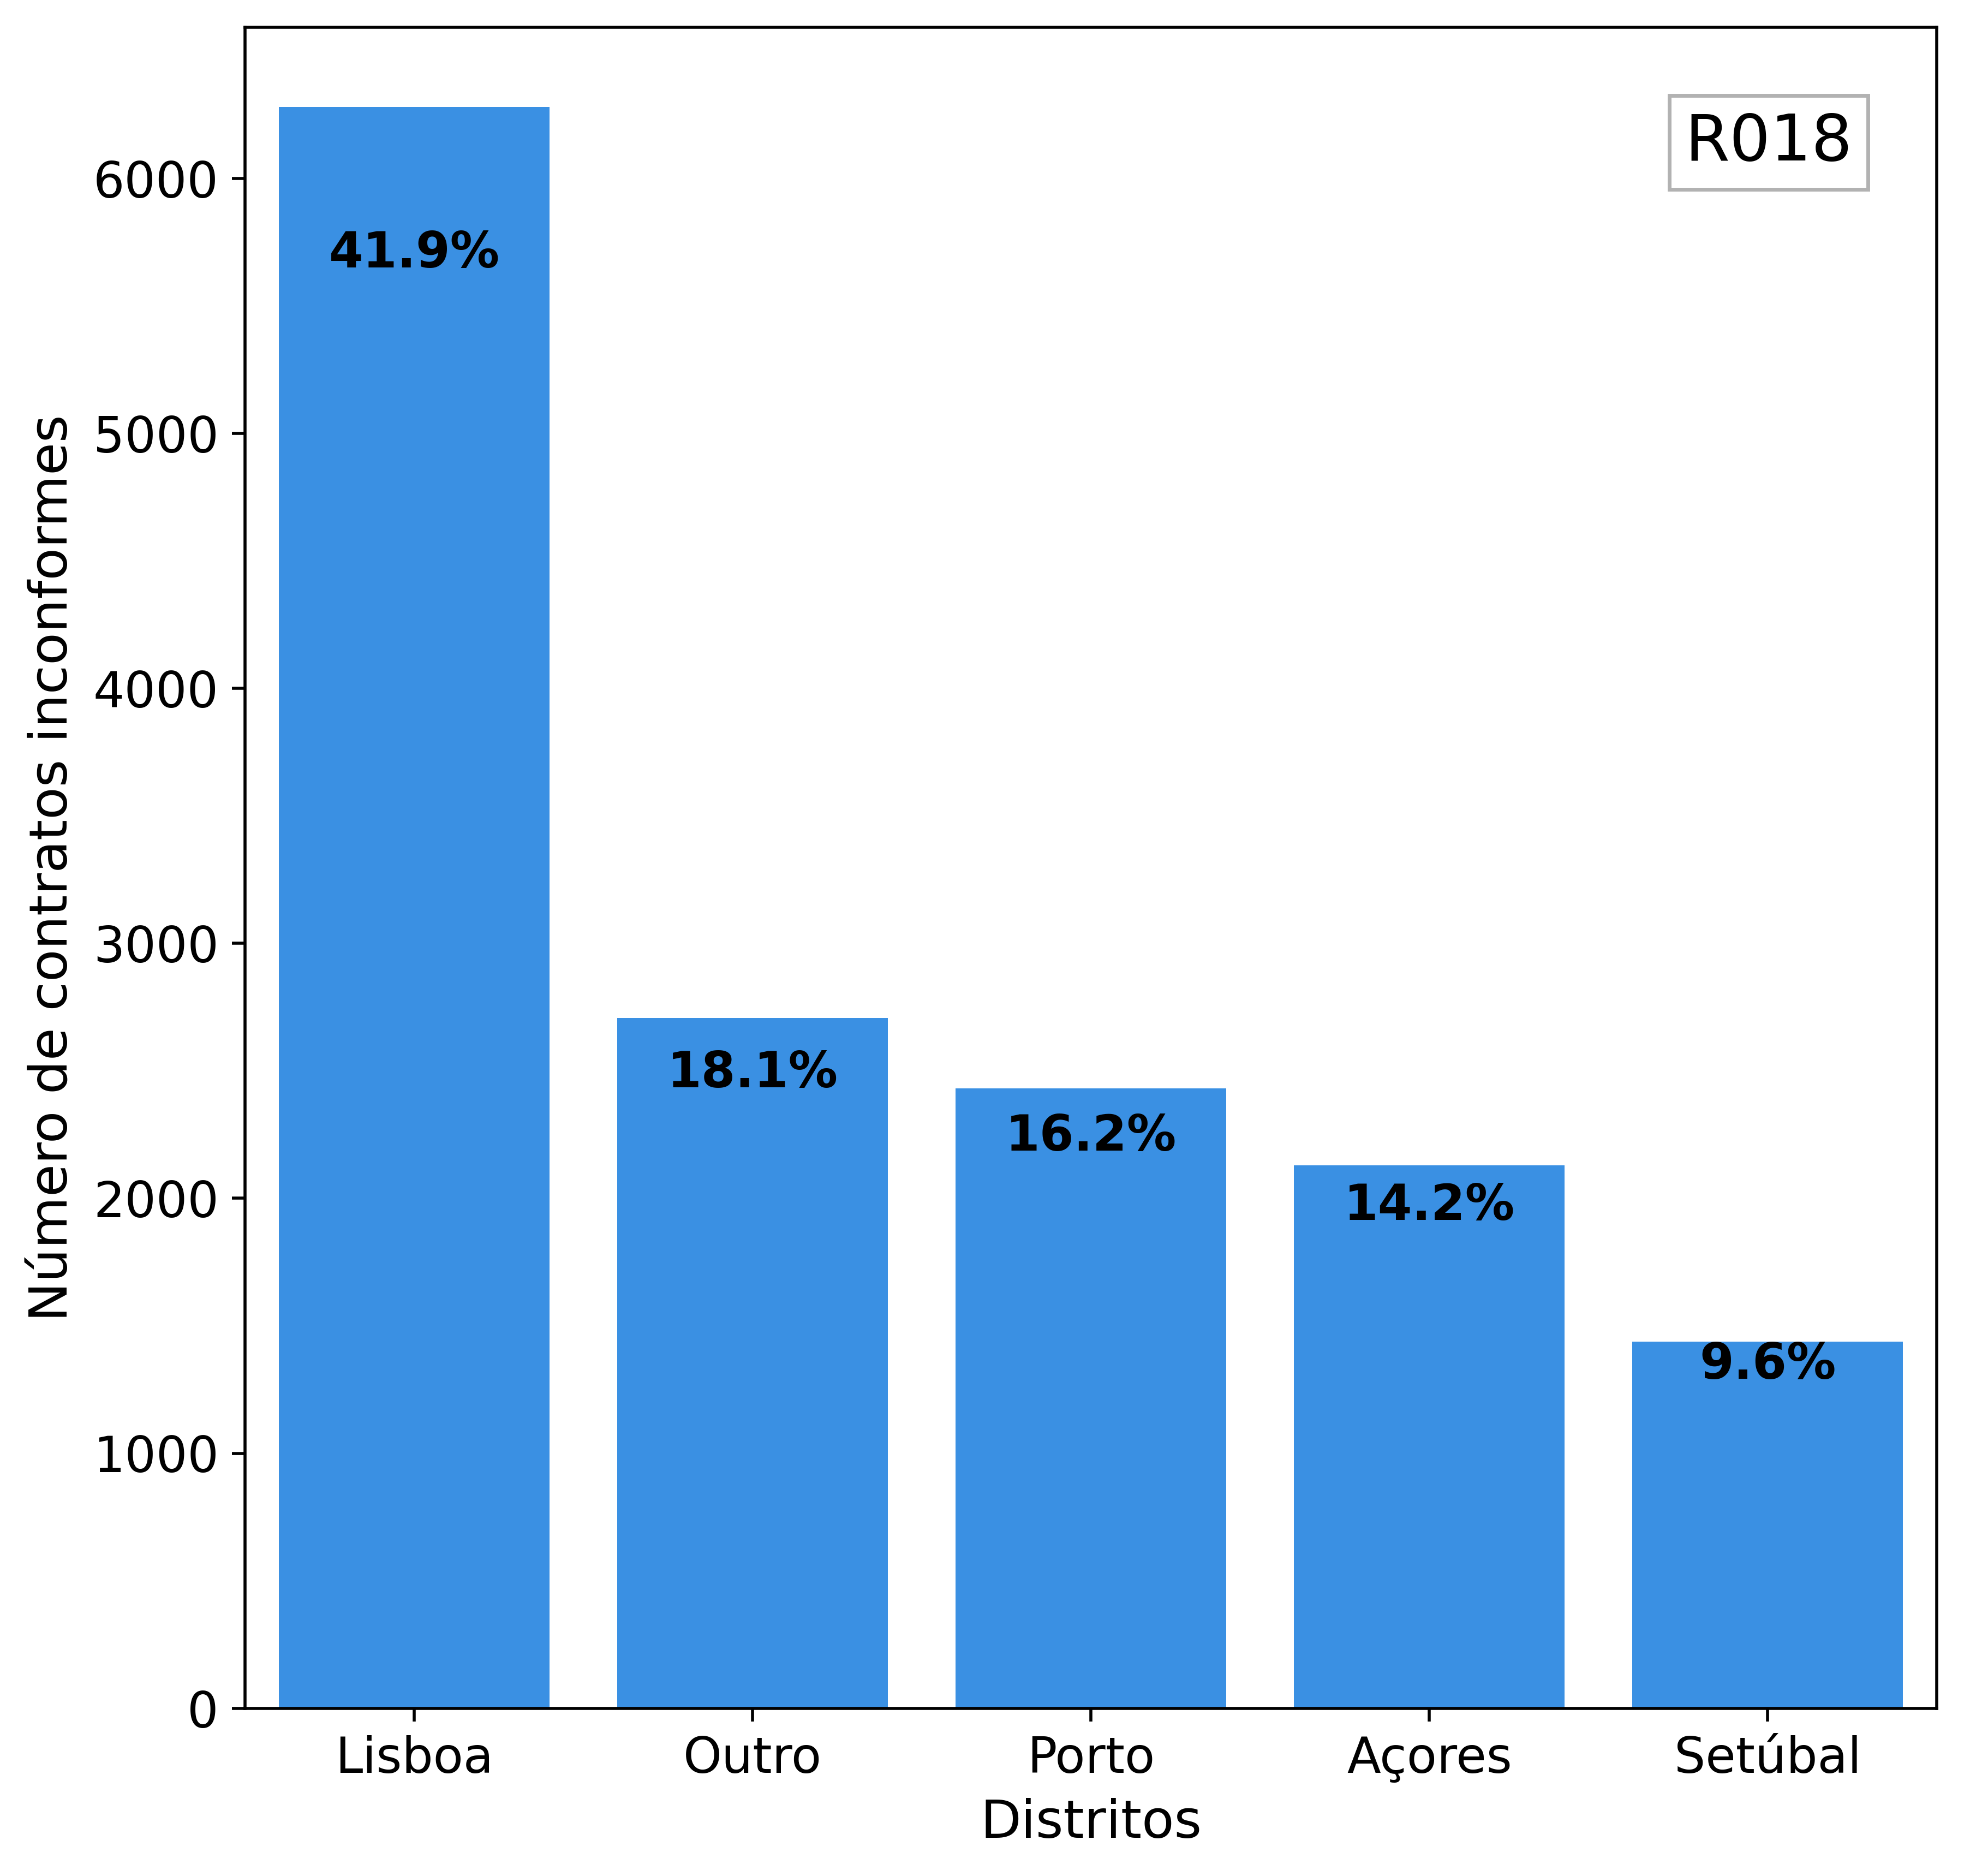 R018
Número de contratos inconformes
6000
5000
4000
3000
2000
1000
0
41.9%
18.1%
16.2%
14.2%
9.6%
Lisboa
Outro
Porto
Açores
Setúbal
Distritos